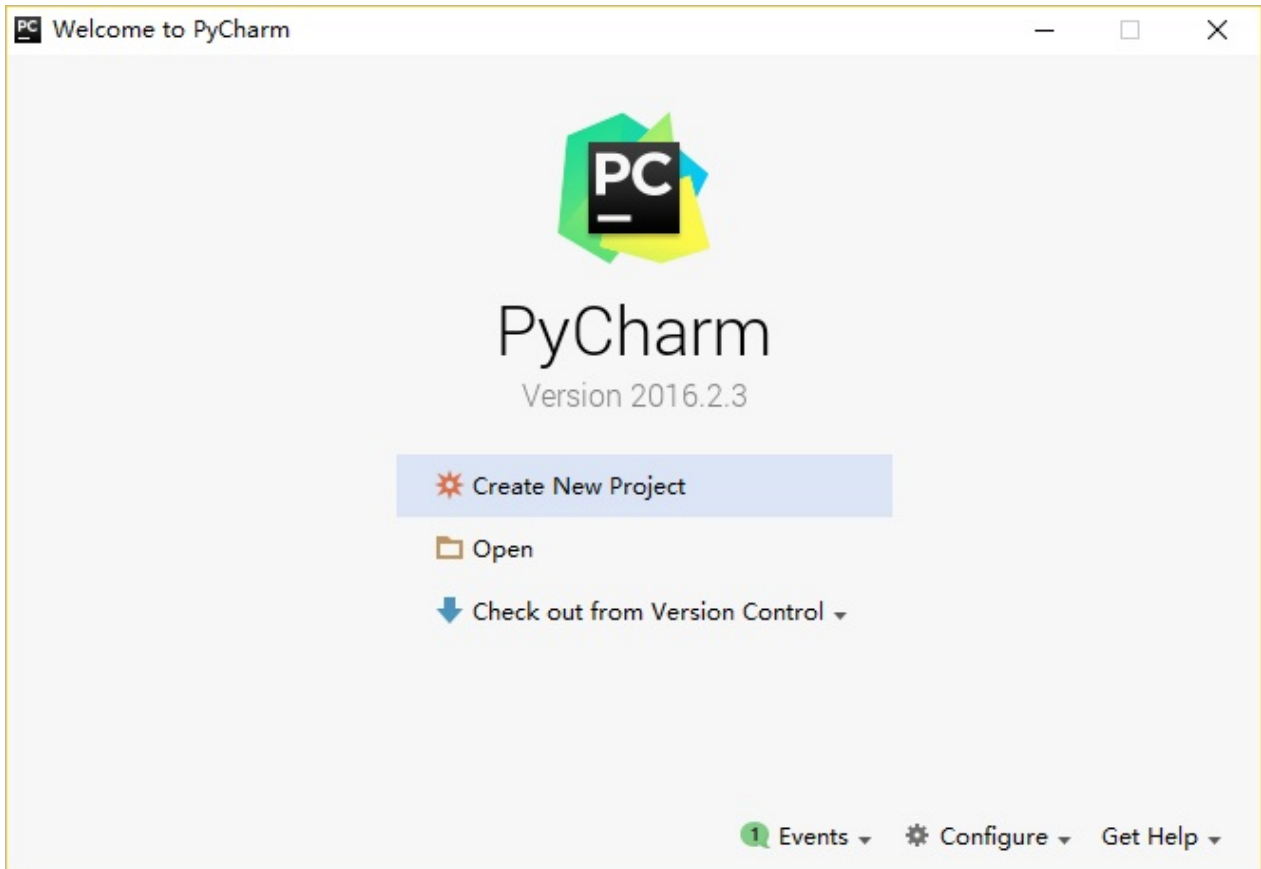 PC Welcome to PyCharm
PC
PyCharm
Version 2016.2.3
Create New Project
Open
Check out from Version Control
1 Events Configure Get Help